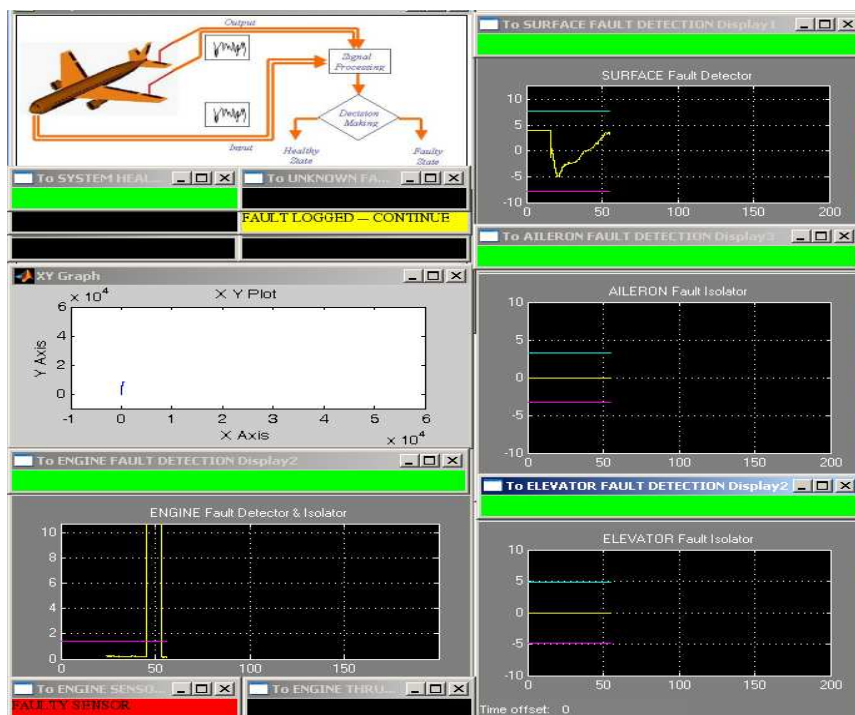 Output
Signal
Processing
Decision
Making
Healthy
State
Faulty
State
Input
To SYSTEM HEAL...
To UNKNOWN FA...
FAULT LOGGED -- CONTINUE
XY Graph
X Y Plot
× 10^4
6
4
2
0
Y Axis
-1 0 1 2 3 4 5 6
X Axis
× 10^4
To ENGINE FAULT DETECTION Display2
ENGINE Fault Detector & Isolator
10
8
6
4
2
0
0 50 100 150
To ENGINE SENSO...
FAULTY SENSOR
To ENGINE THRU...
To SURFACE FAULT DETECTION Display1
SURFACE Fault Detector
10
5
0
-5
-10
0 50 100 150 200
To AILERON FAULT DETECTION Display2
AILERON Fault Isolator
10
5
0
-5
-10
0 50 100 150 200
To ELEVATOR FAULT DETECTION Display2
ELEVATOR Fault Isolator
10
5
0
-5
-10
0 50 100 150 200
Time offset: 0